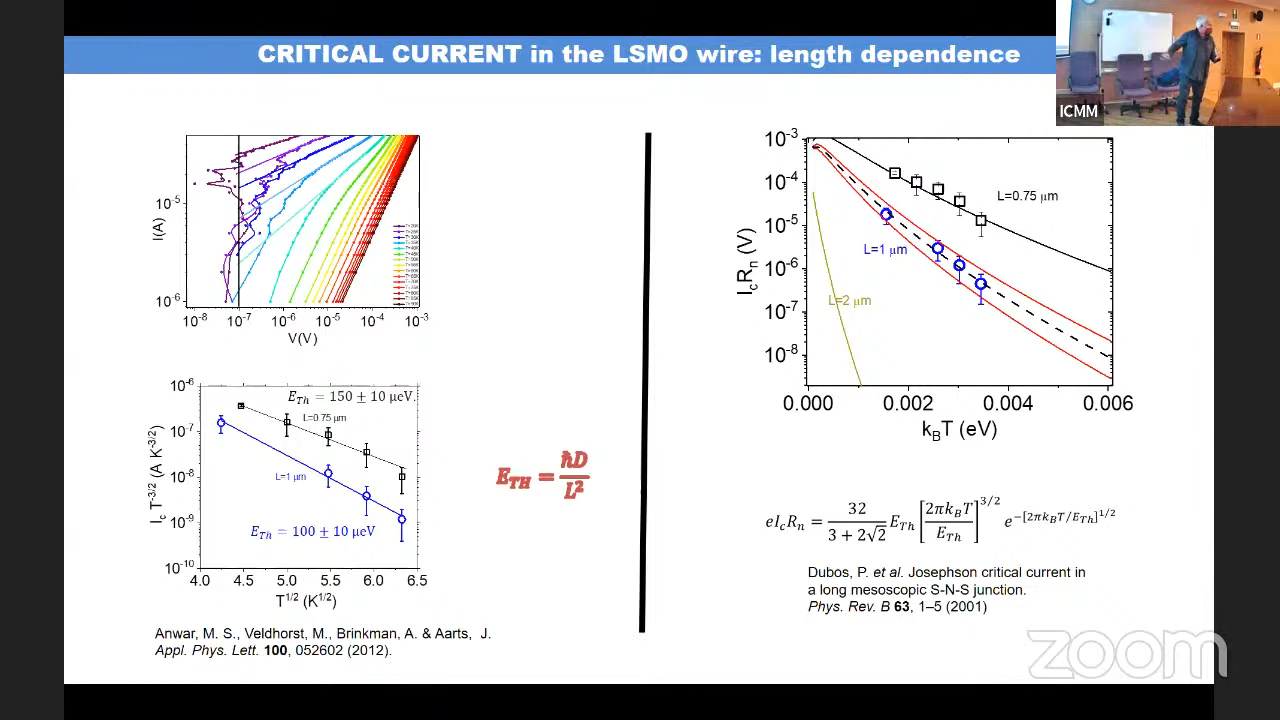 CRITICAL CURRENT in the LSMO wire: length dependence
ICMM
10⁻⁵
10⁻⁶
I(A)
10⁻⁸ 10⁻⁷ 10⁻⁶ 10⁻⁵ 10⁻⁴ 10⁻³
V(V)
10⁻⁶
10⁻⁷
10⁻⁸
10⁻⁹
10⁻¹⁰
I_c T^-3/2 (A K^-3/2)
E_Th = 150 ± 10 μeV.
L=0.75 μm
L=1 μm
E_Th = 100 ± 10 μeV
4.0 4.5 5.0 5.5 6.0 6.5
T^1/2 (K^1/2)
Anwar, M. S., Veldhorst, M., Brinkman, A. & Aarts, J.
Appl. Phys. Lett. 100, 052602 (2012).
E_TH = ℏD / L²
10⁻³
10⁻⁴
10⁻⁵
10⁻⁶
10⁻⁷
10⁻⁸
I_cR_n (V)
L=0.75 μm
L=1 μm
L=2 μm
0.000 0.002 0.004 0.006
k_BT (eV)
eI_cR_n = 32 / (3 + 2√2) E_Th [2πk_BT / E_Th]^3/2 e^−[2πk_BT/E_Th]^1/2
Dubos, P. et al. Josephson critical current in
a long mesoscopic S-N-S junction.
Phys. Rev. B 63, 1–5 (2001)
zoom